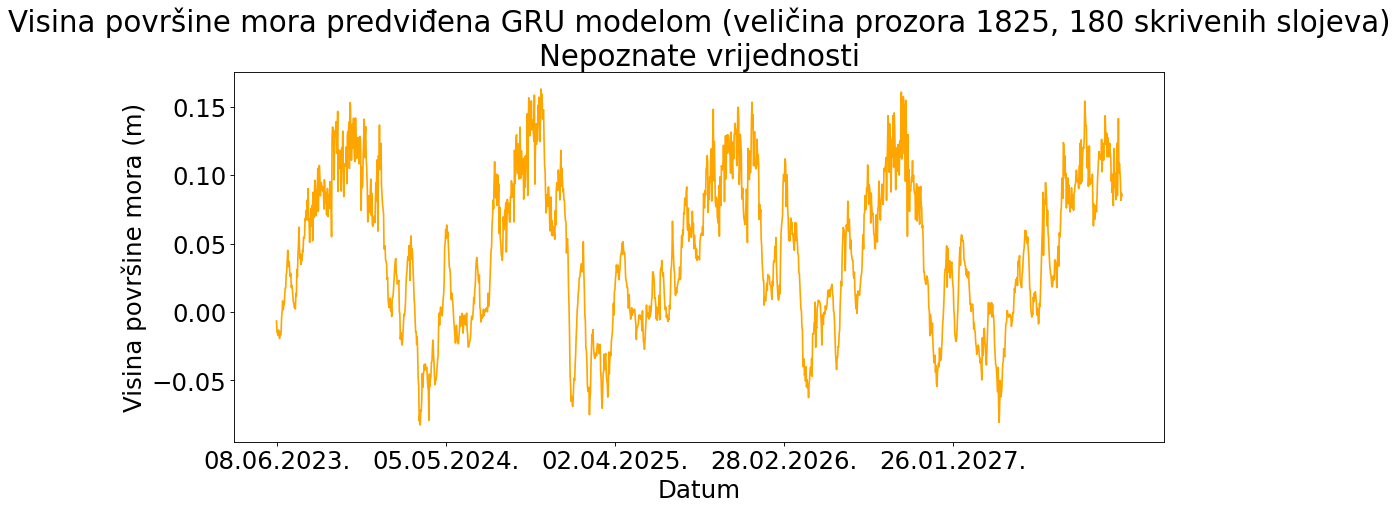 Visina površine mora predviđena GRU modelom (veličina prozora 1825, 180 skrivenih slojeva)
Nepoznate vrijednosti
Visina površine mora (m)
0.15
0.10
0.05
0.00
−0.05
08.06.2023. 05.05.2024. 02.04.2025. 28.02.2026. 26.01.2027.
Datum